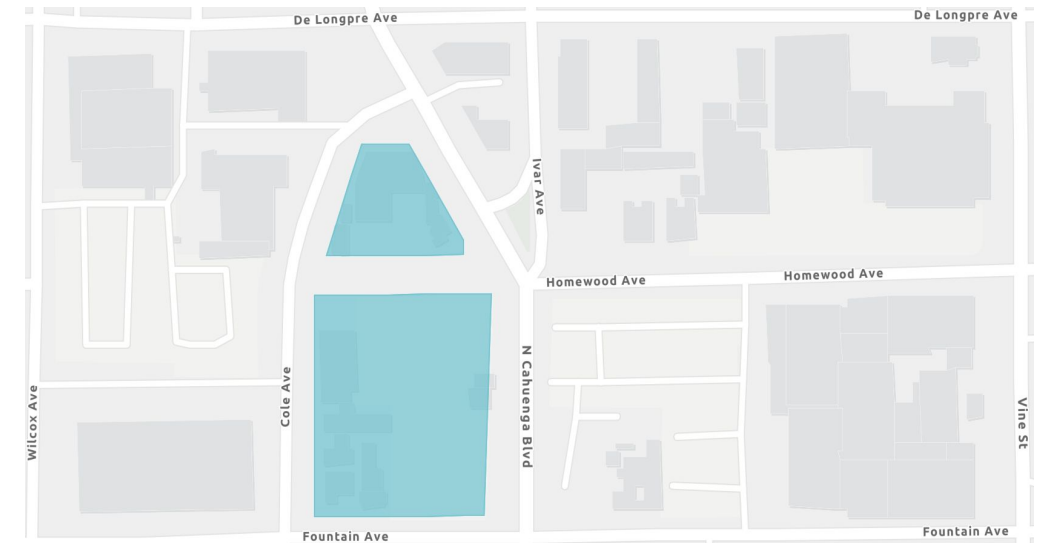 De Longpre Ave
De Longpre Ave
Ivar Ave
Homewood Ave
Homewood Ave
Wilcox Ave
Cole Ave
N Cahuenga Blvd
Vine St
Fountain Ave
Fountain Ave